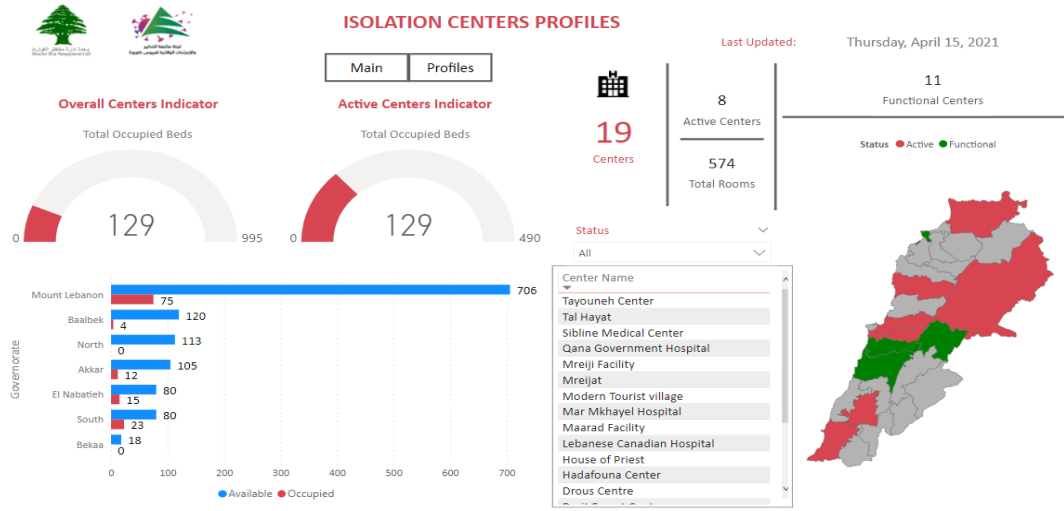 ISOLATION CENTERS PROFILES
Last Updated:
Thursday, April 15, 2021
Main
Profiles
Overall Centers Indicator
Total Occupied Beds
129
0
995
Active Centers Indicator
Total Occupied Beds
129
0
490
19
Centers
8
Active Centers
574
Total Rooms
11
Functional Centers
Status Active Functional
Status
All
Center Name
Tayouneh Center
Tal Hayat
Sibline Medical Center
Qana Government Hospital
Mreiji Facility
Mreijat
Modern Tourist village
Mar Mkhayel Hospital
Maarad Facility
Lebanese Canadian Hospital
House of Priest
Hadafouna Center
Drous Centre
Governorate
Mount Lebanon
706
75
Baalbek
120
4
North
113
0
Akkar
105
12
El Nabatieh
80
15
South
80
23
Bekaa
18
0
0 100 200 300 400 500 600 700
Available Occupied